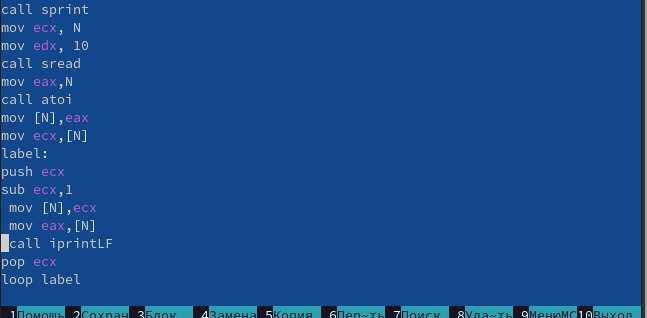 call sprint
mov ecx, N
mov edx, 10
call sread
mov eax,N
call atoi
mov [N],eax
mov ecx,[N]
label:
push ecx
sub ecx,1
mov [N],ecx
mov eax,[N]
call iprintLF
pop ecx
loop label
1Помощь 2Сохран 3Блок 4Замена 5Копия 6Пер~ть 7Поиск 8Уда~ть 9МенюMC 10Выход